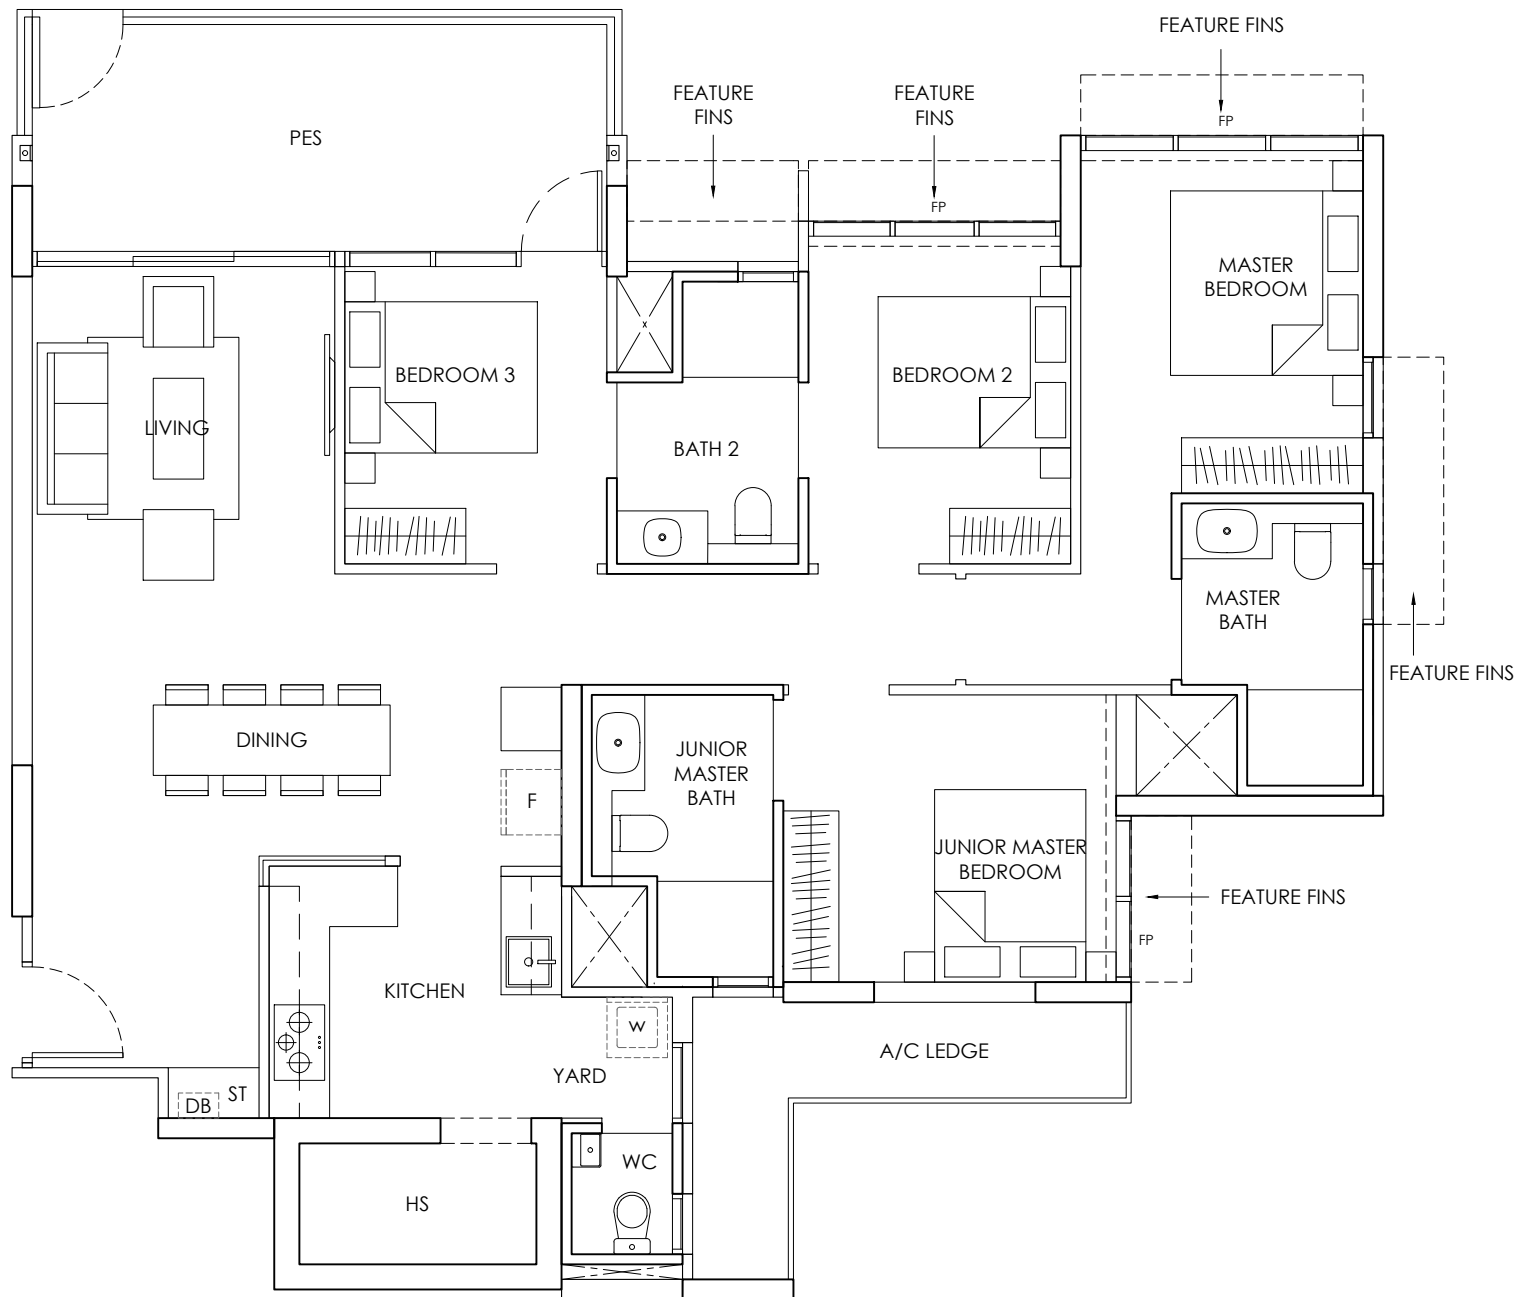 FEATURE FINS
FP
FEATURE
FINS
FEATURE
FINS
FP
PES
MASTER
BEDROOM
BEDROOM 3
BEDROOM 2
LIVING
BATH 2
MASTER
BATH
FEATURE FINS
DINING
JUNIOR
MASTER
BATH
F
JUNIOR MASTER
BEDROOM
FEATURE FINS
FP
KITCHEN
W
A/C LEDGE
YARD
ST
DB
WC
HS